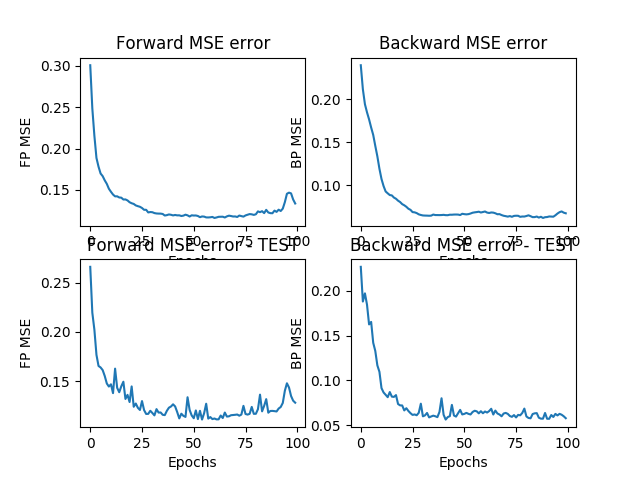 Forward MSE error
Backward MSE error
FP MSE
0.30
0.25
0.20
0.15
0 25 50 75 100
Epochs
BP MSE
0.20
0.15
0.10
0 25 50 75 100
Epochs
Forward MSE error - TEST
Backward MSE error - TEST
FP MSE
0.25
0.20
0.15
0 25 50 75 100
Epochs
BP MSE
0.20
0.15
0.10
0.05
0 25 50 75 100
Epochs